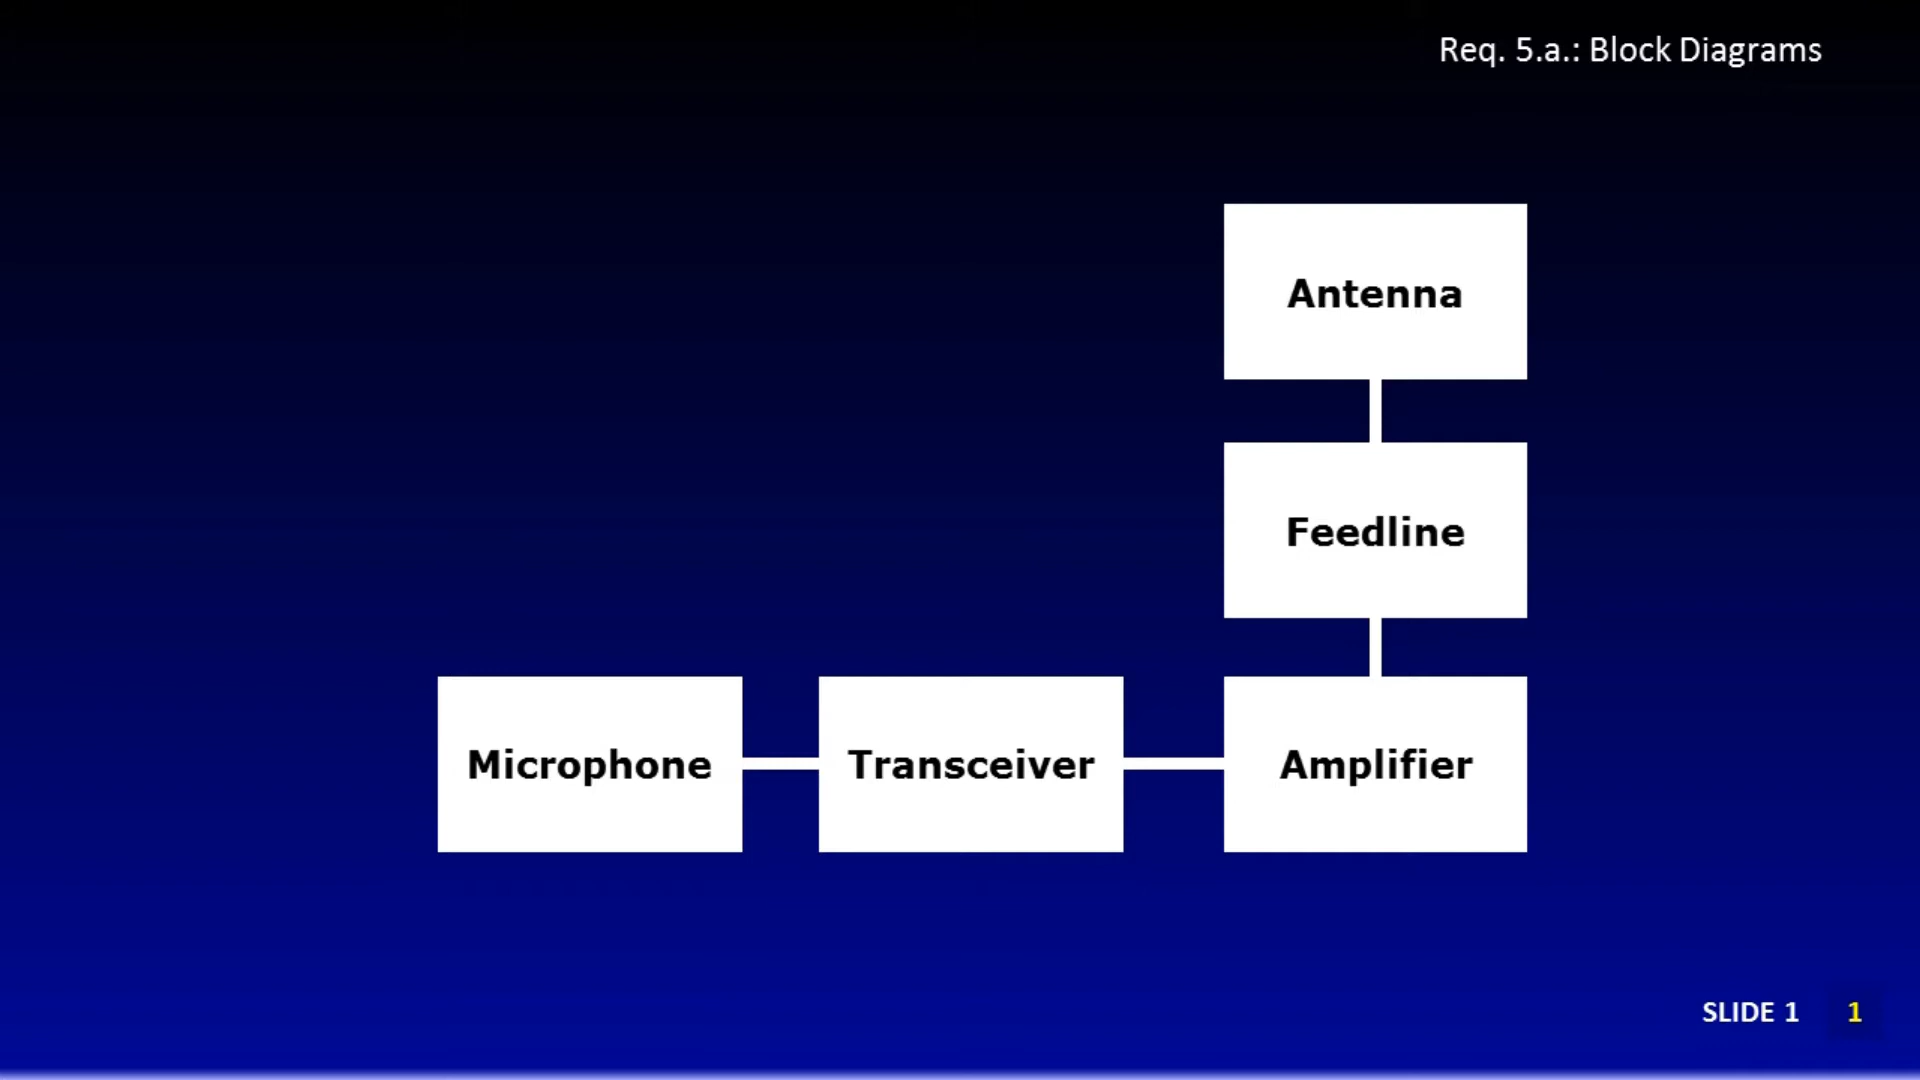 Req. 5.a.: Block Diagrams
Antenna
Feedline
Microphone
Transceiver
Amplifier
SLIDE 1
1